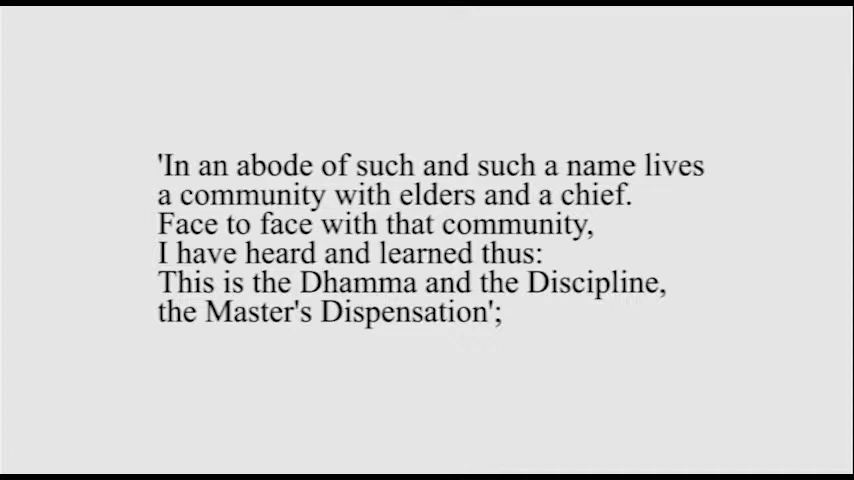 'In an abode of such and such a name lives
a community with elders and a chief.
Face to face with that community,
I have heard and learned thus:
This is the Dhamma and the Discipline,
the Master's Dispensation';